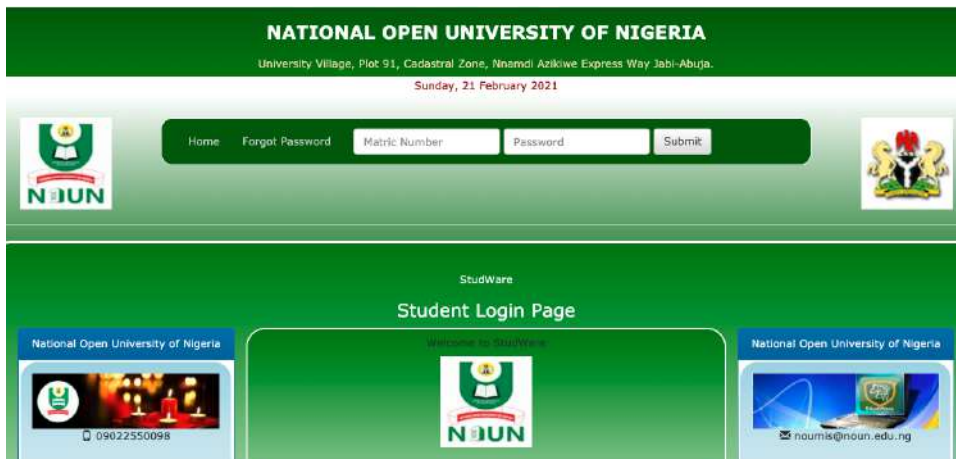 NATIONAL OPEN UNIVERSITY OF NIGERIA
University Village, Plot 91, Cadastral Zone, Nnamdi Azikiwe Express Way Jabi-Abuja.
Sunday, 21 February 2021
Home Forgot Password Matric Number Password Submit
NOUN
StudWare
Student Login Page
National Open University of Nigeria
Welcome to StudWare
National Open University of Nigeria
09022550098
NOUN
noumis@noun.edu.ng